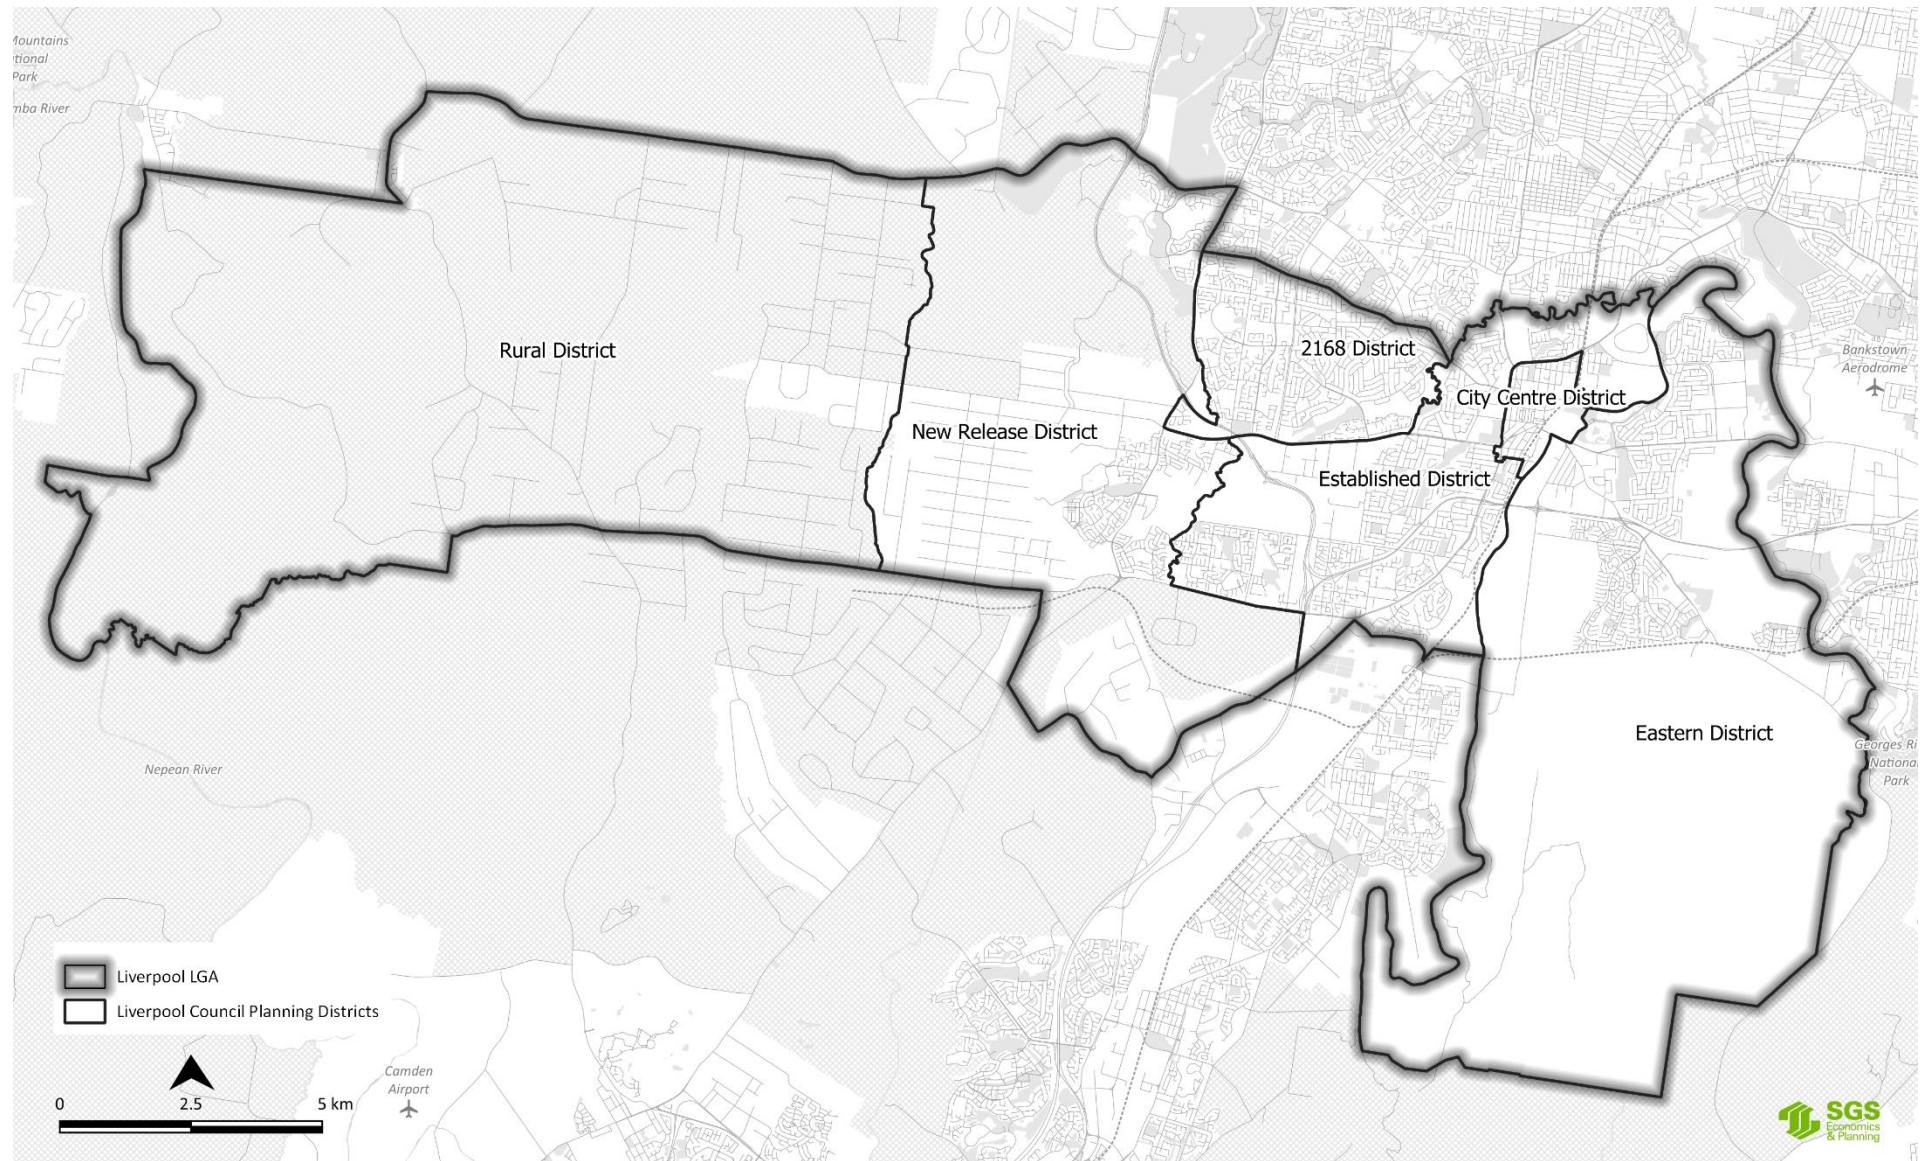 Mountains
tional
Park
mba River
Bankstown
Aerodrome
Rural District
2168 District
City Centre District
New Release District
Established District
Eastern District
Georges Ri
National
Park
Nepean River
Liverpool LGA
Liverpool Council Planning Districts
Camden
Airport
0 2.5 5 km
SGS
Economics
& Planning